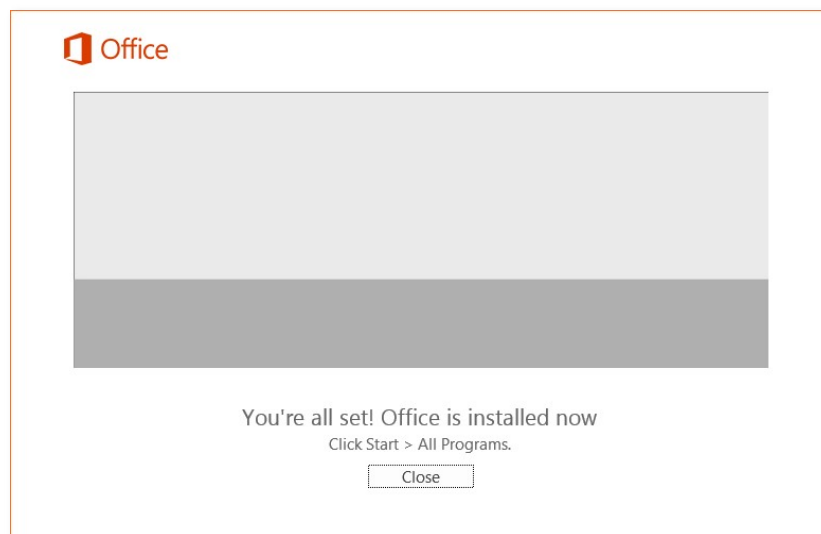 Office
You're all set! Office is installed now
Click Start > All Programs.
Close